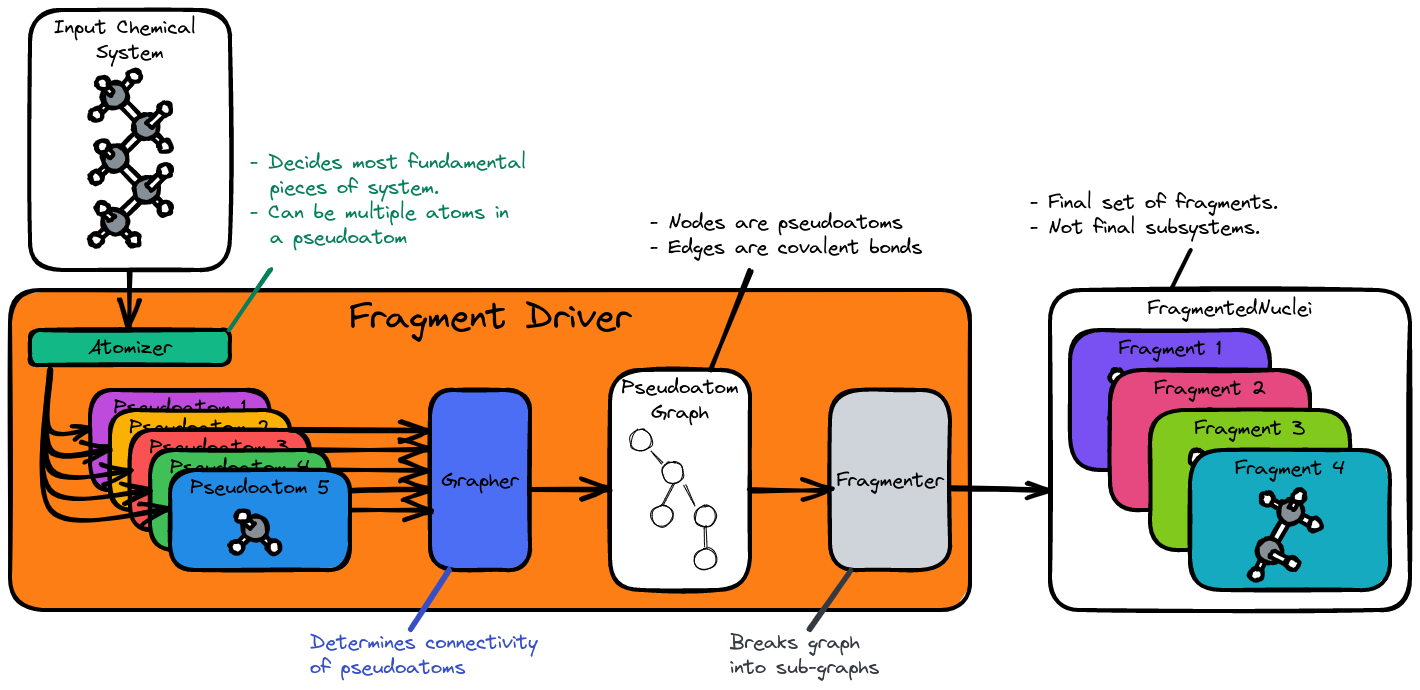 Input Chemical
System
- Decides most fundamental
pieces of system.
- Can be multiple atoms in
a pseudoatom
- Nodes are pseudoatoms
- Edges are covalent bonds
- Final set of fragments.
- Not final subsystems.
Fragment Driver
Atomizer
Pseudoatom 1
Pseudoatom 2
Pseudoatom 3
Pseudoatom 4
Pseudoatom 5
Grapher
Pseudoatom
Graph
Fragmenter
FragmentedNuclei
Fragment 1
Fragment 2
Fragment 3
Fragment 4
Determines connectivity
of pseudoatoms
Breaks graph
into sub-graphs